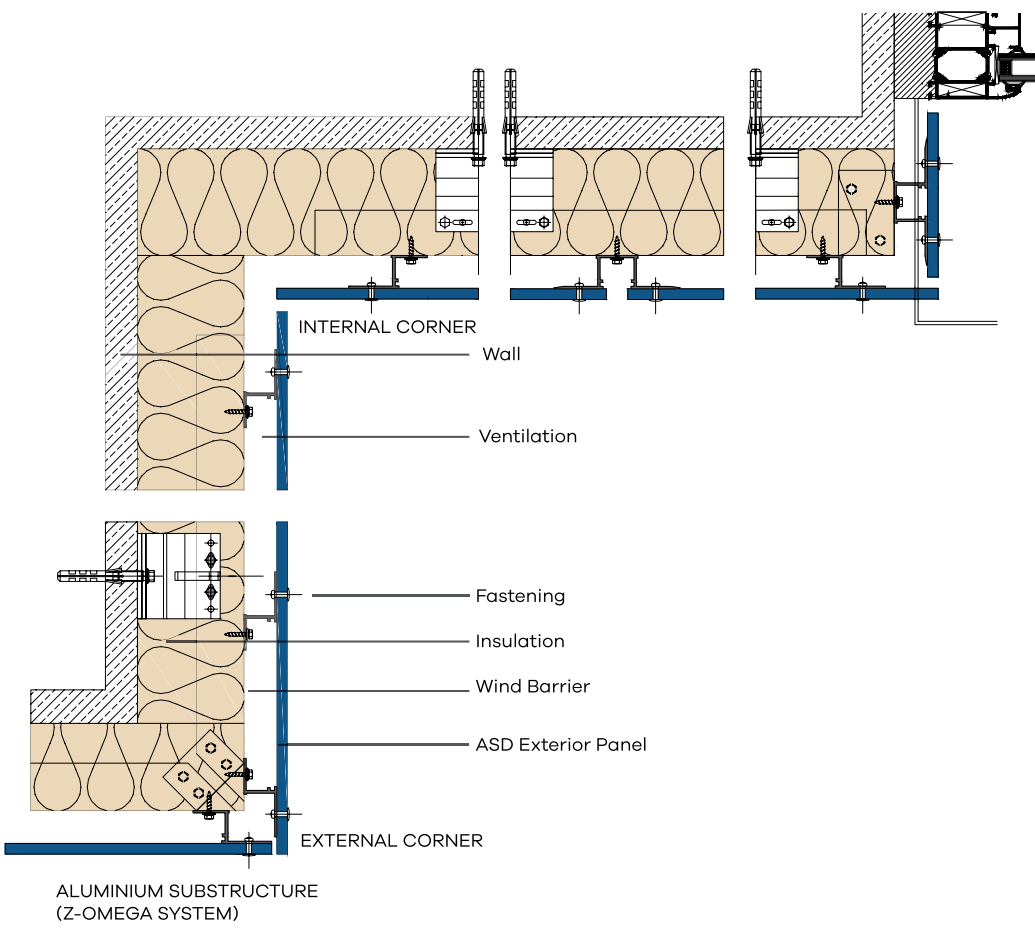 INTERNAL CORNER
Wall
Ventilation
Fastening
Insulation
Wind Barrier
ASD Exterior Panel
EXTERNAL CORNER
ALUMINIUM SUBSTRUCTURE
(Z-OMEGA SYSTEM)